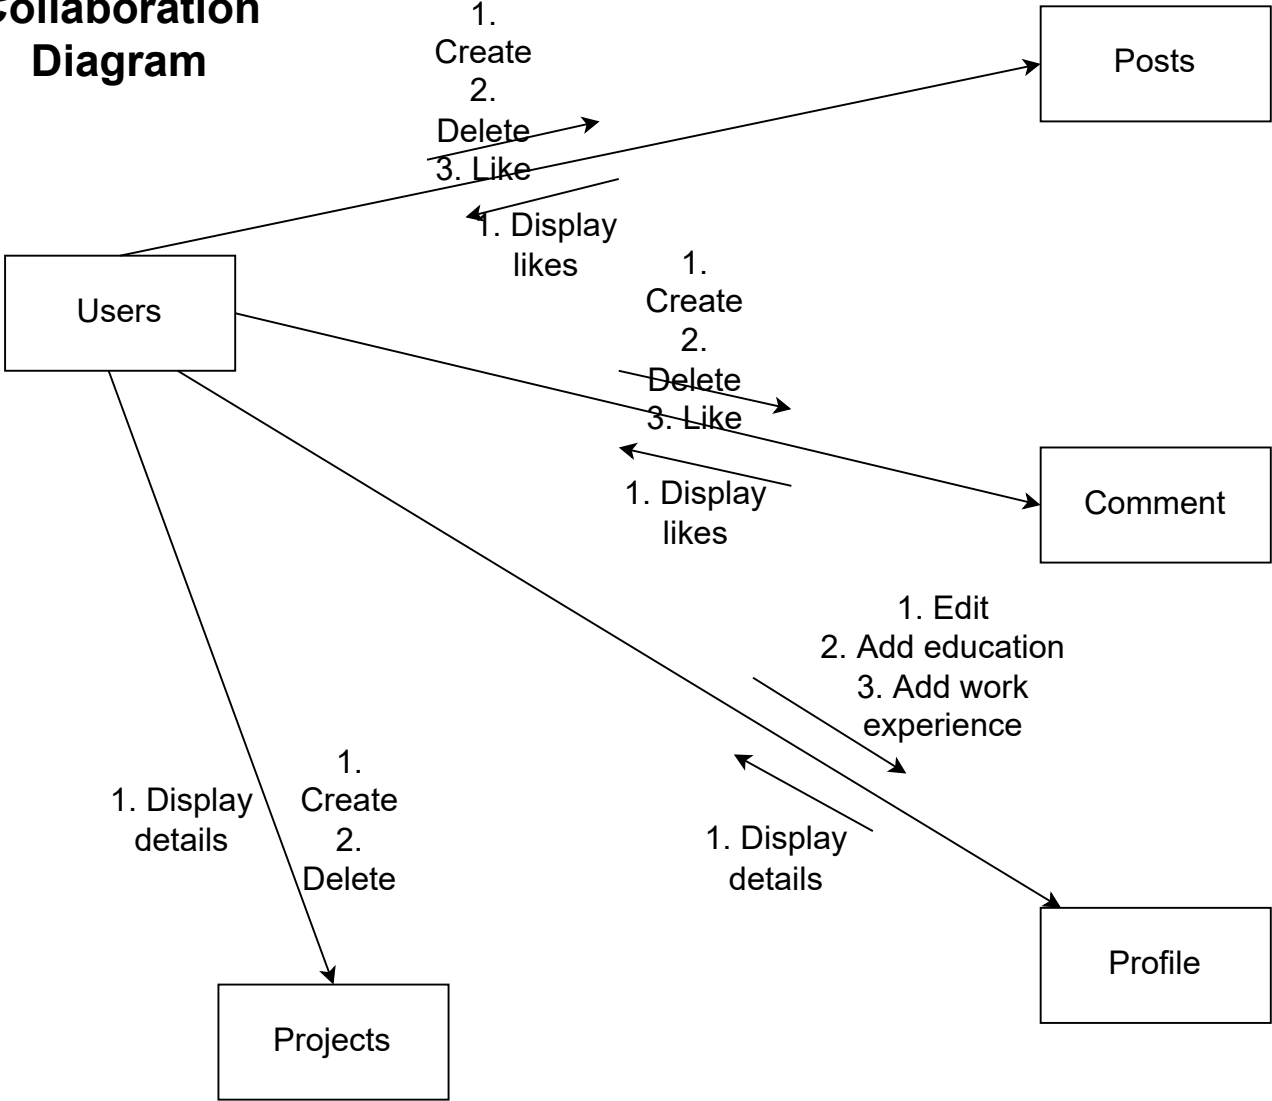 Collaboration
Diagram
1.
Create
2.
Delete
3. Like
Posts
1. Display
likes
Users
1.
Create
2.
Delete
3. Like
1. Display
likes
Comment
1. Edit
2. Add education
3. Add work
experience
1. Display
details
1.
Create
2.
Delete
1. Display
details
Profile
Projects